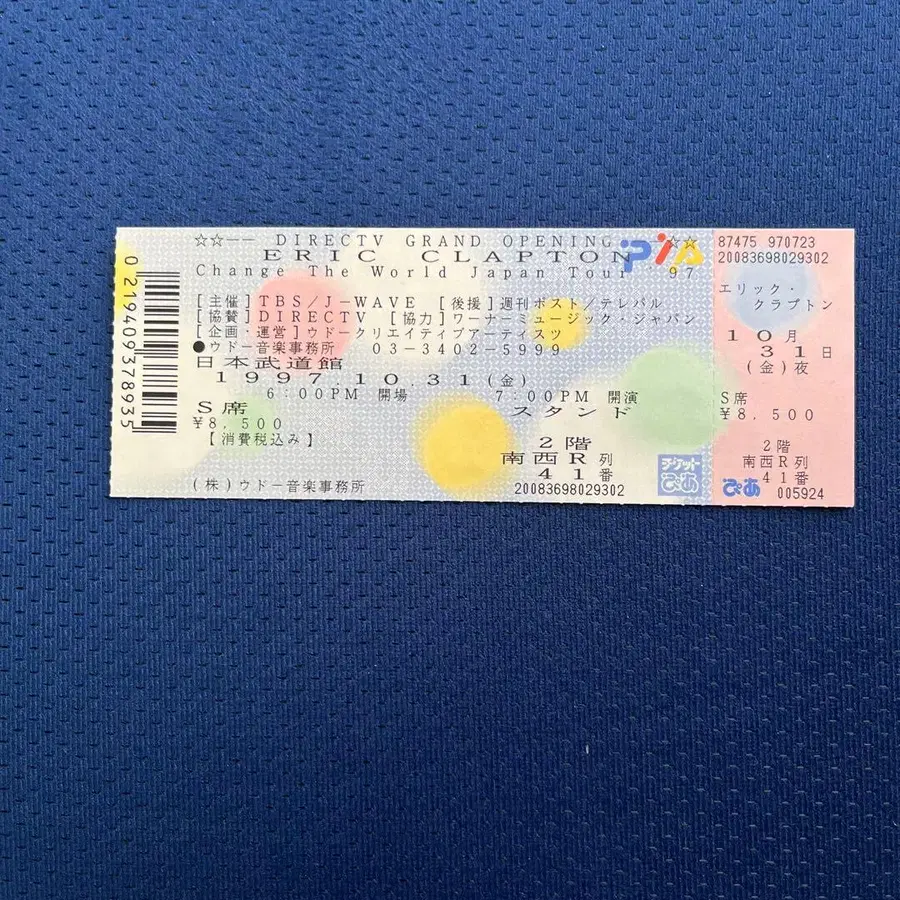 ☆☆—— DIRECTV GRAND OPENING ☆☆
PIA
ERIC CLAPTON
Change The World Japan Tour '97
[主催] TBS/J-WAVE [後援] 週刊ポスト/テレパル
[協賛] DIRECTV [協力] ワーナーミュージック・ジャパン
[企画・運営] ウドークリエイティブアーティスツ
●ウドー音楽事務所 03-3402-5999
日本武道館
1997.10.31(金)
6:00PM 開場 7:00PM 開演
S席 スタンド
¥8,500
【消費税込み】
2階
南西R列
41番
(株)ウドー音楽事務所 20083698029302
チケットぴあ
0219409378935
87475 970723
20083698029302
エリック・
クラプトン
10月
31日
(金)夜
S席
¥8,500
2階
南西R列
41番
ぴあ 005924